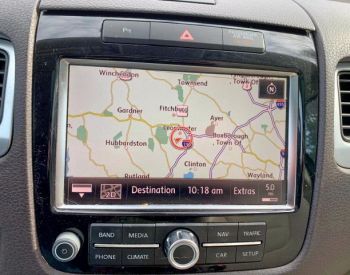 Winchendon
Townsend
Gardner
Fitchburg
Leominster
Ayer
Hubbardston
Boxborough
, Town Of
Clinton
Rutland
Destination 10:18 am Extras 5.0
BAND MEDIA NAV TRAFFIC
PHONE CLIMATE CAR SETUP